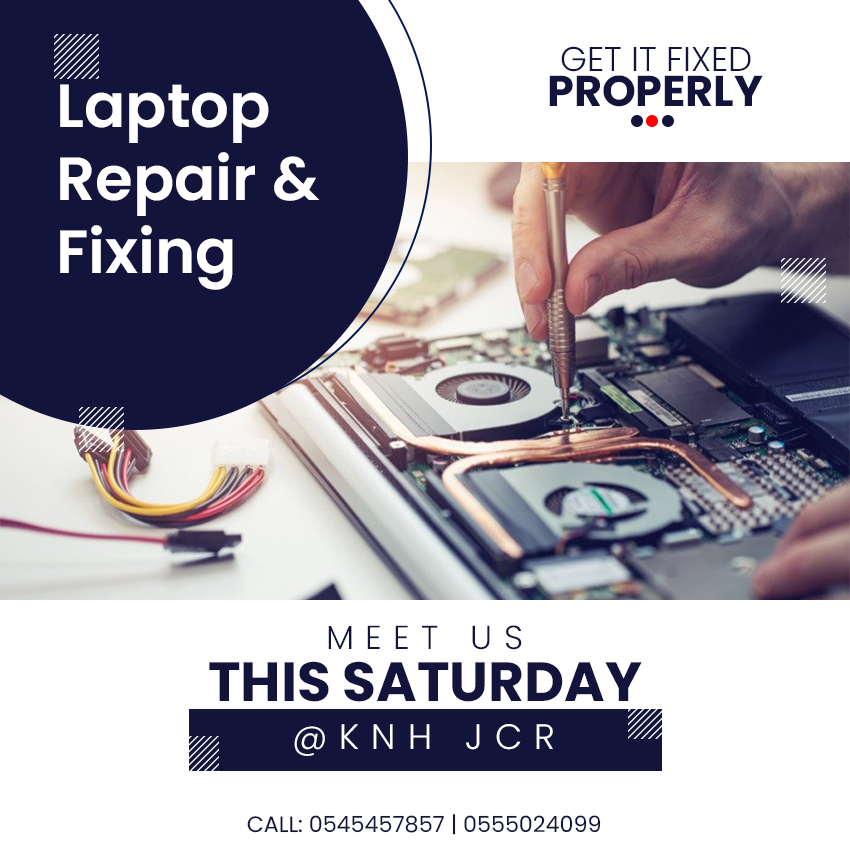 Laptop
Repair &
Fixing
GET IT FIXED
PROPERLY
MEET US
THIS SATURDAY
@KNH JCR
CALL: 0545457857 | 0555024099